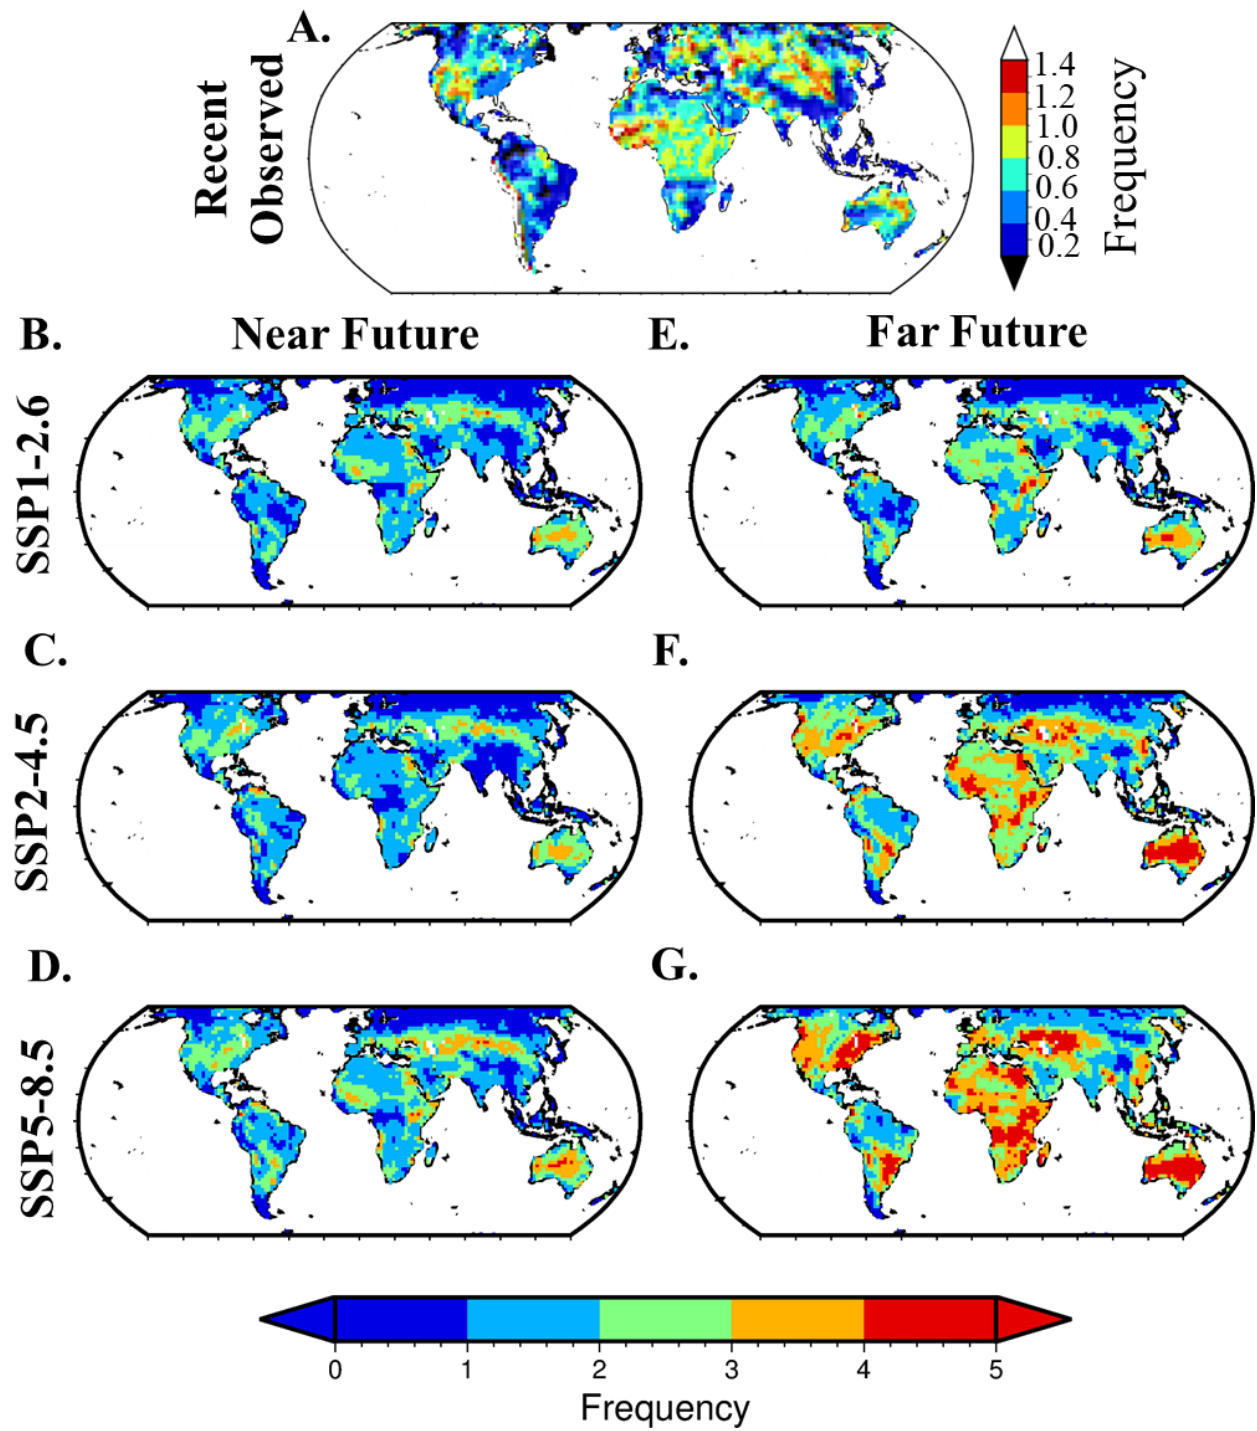 A.
Recent
Observed
1.4
1.2
1.0
0.8
0.6
0.4
0.2
Frequency
B.
Near Future
E.
Far Future
SSP1-2.6
C.
F.
SSP2-4.5
D.
G.
SSP5-8.5
0 1 2 3 4 5
Frequency